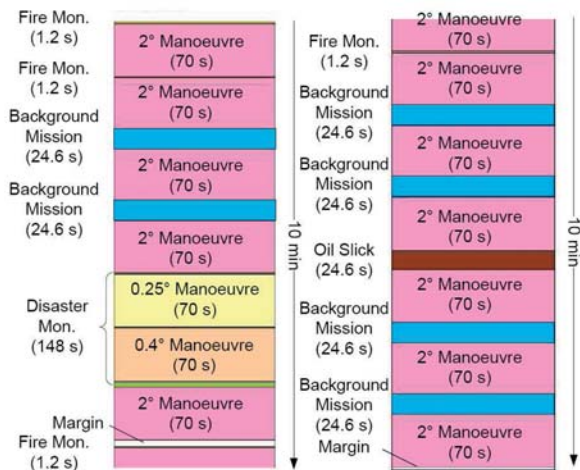 Fire Mon.
(1.2 s)
2° Manoeuvre
(70 s)
Fire Mon.
(1.2 s)
2° Manoeuvre
(70 s)
Background
Mission
(24.6 s)
2° Manoeuvre
(70 s)
Background
Mission
(24.6 s)
2° Manoeuvre
(70 s)
Disaster
Mon.
(148 s)
0.25° Manoeuvre
(70 s)
0.4° Manoeuvre
(70 s)
2° Manoeuvre
(70 s)
Margin
Fire Mon.
(1.2 s)
10 min
2° Manoeuvre
(70 s)
Fire Mon.
(1.2 s)
2° Manoeuvre
(70 s)
Background
Mission
(24.6 s)
2° Manoeuvre
(70 s)
Background
Mission
(24.6 s)
2° Manoeuvre
(70 s)
Oil Slick
(24.6 s)
2° Manoeuvre
(70 s)
Background
Mission
(24.6 s)
2° Manoeuvre
(70 s)
Background
Mission
(24.6 s)
2° Manoeuvre
(70 s)
Margin
10 min